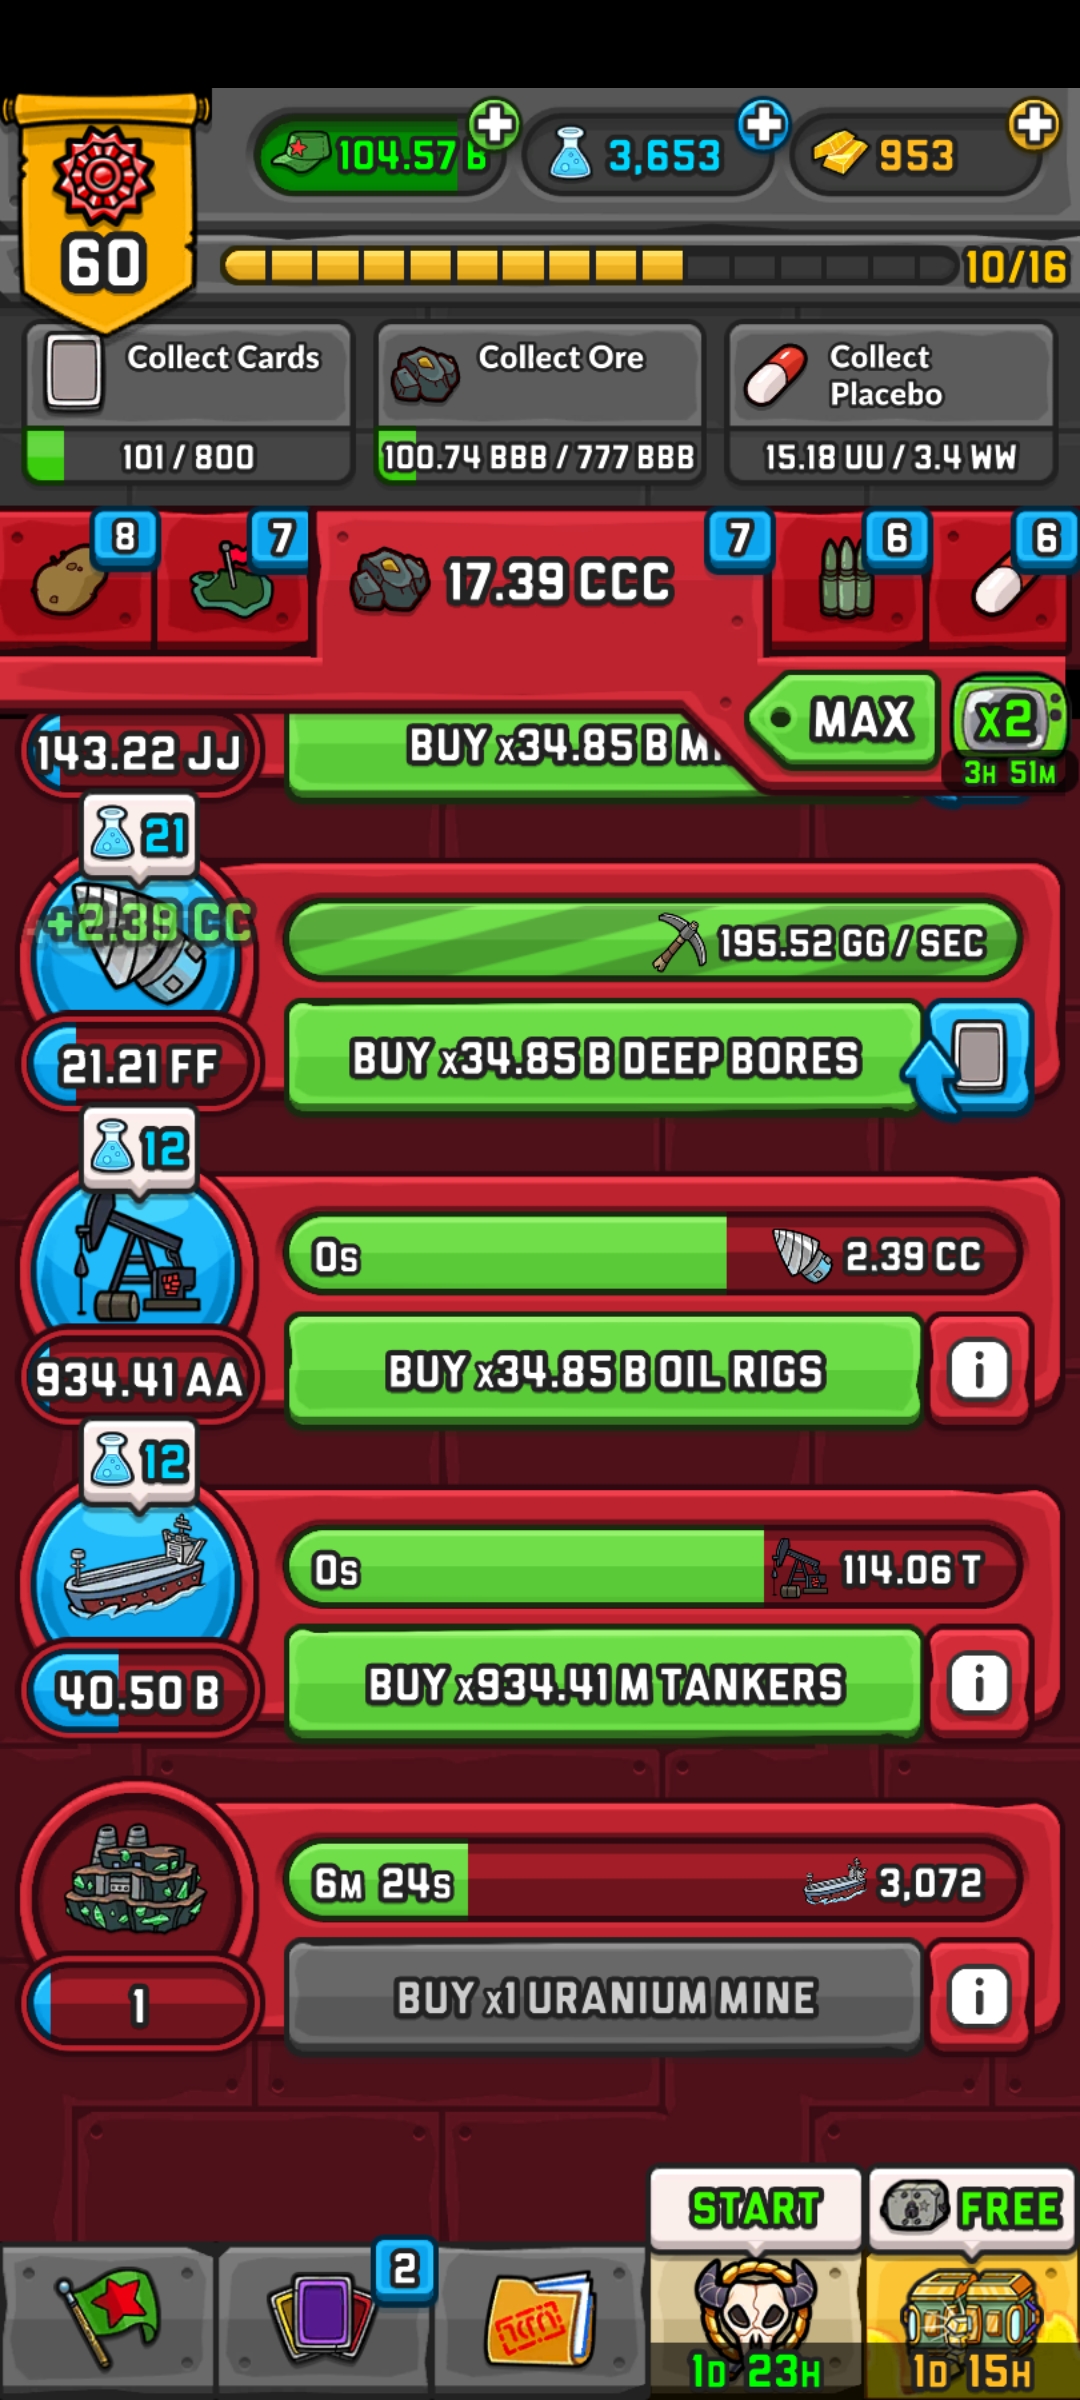 104.57 B
3,653
953
60
10/16
Collect Cards
101 / 800
Collect Ore
100.74 BBB / 777 BBB
Collect
Placebo
15.18 UU / 3.4 WW
8
7
17.39 CCC
7
6
6
MAX
x2
3H 51M
143.22 JJ
BUY x34.85 B
21
+2.39 CC
195.52 GG / SEC
21.21 FF
BUY x34.85 B DEEP BORES
12
0s
2.39 CC
934.41 AA
BUY x34.85 B OIL RIGS
12
0s
114.06 T
40.50 B
BUY x934.41 M TANKERS
6M 24s
3,072
1
BUY x1 URANIUM MINE
START
FREE
2
1D 23H
1D 15H